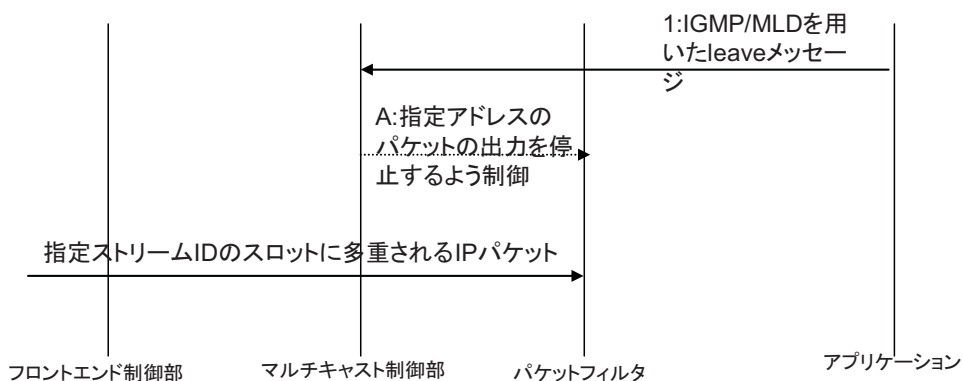 1:IGMP/MLDを用
いたleaveメッセー
ジ
A:指定アドレスの
パケットの出力を停
止するよう制御
指定ストリームIDのスロットに多重されるIPパケット
フロントエンド制御部
マルチキャスト制御部
パケットフィルタ
アプリケーション